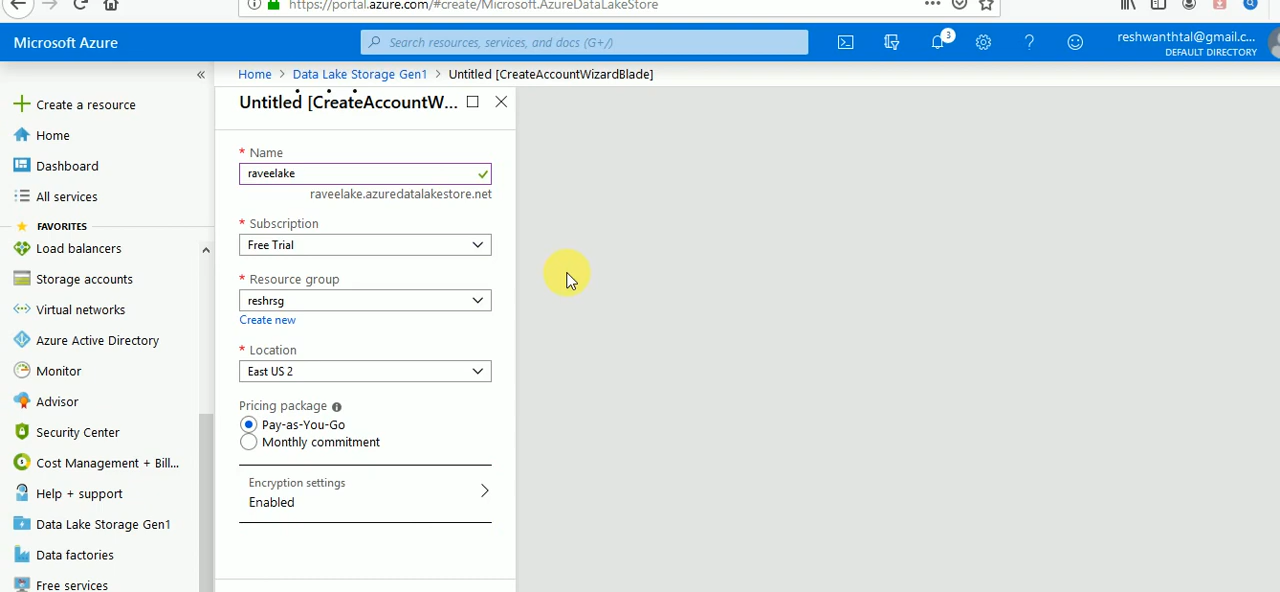 https://portal.azure.com/#create/Microsoft.AzureDataLakeStore
Microsoft Azure
Search resources, services, and docs (G+/)
3
reshwanthtal@gmail.c...
DEFAULT DIRECTORY
«
Home > Data Lake Storage Gen1 > Untitled [CreateAccountWizardBlade]
Create a resource
Home
Dashboard
All services
FAVORITES
Load balancers
Storage accounts
Virtual networks
Azure Active Directory
Monitor
Advisor
Security Center
Cost Management + Bill...
Help + support
Data Lake Storage Gen1
Data factories
Free services
Untitled [CreateAccountW...
* Name
raveelake
raveelake.azuredatalakestore.net
* Subscription
Free Trial
* Resource group
reshrsg
Create new
* Location
East US 2
Pricing package
Pay-as-You-Go
Monthly commitment
Encryption settings
Enabled